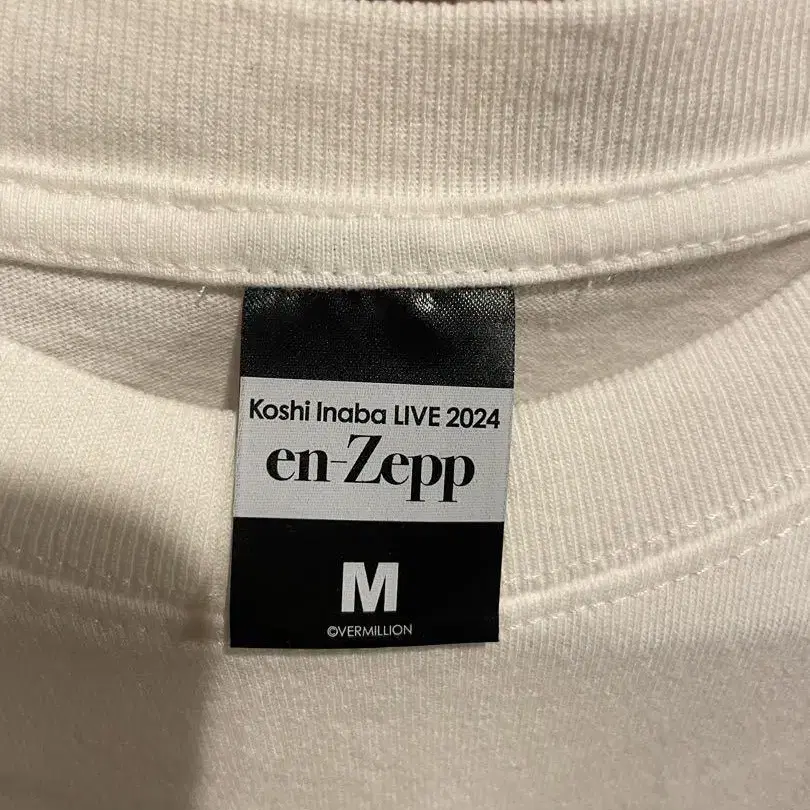 Koshi Inaba LIVE 2024
en-Zepp
M
©VERMILLION